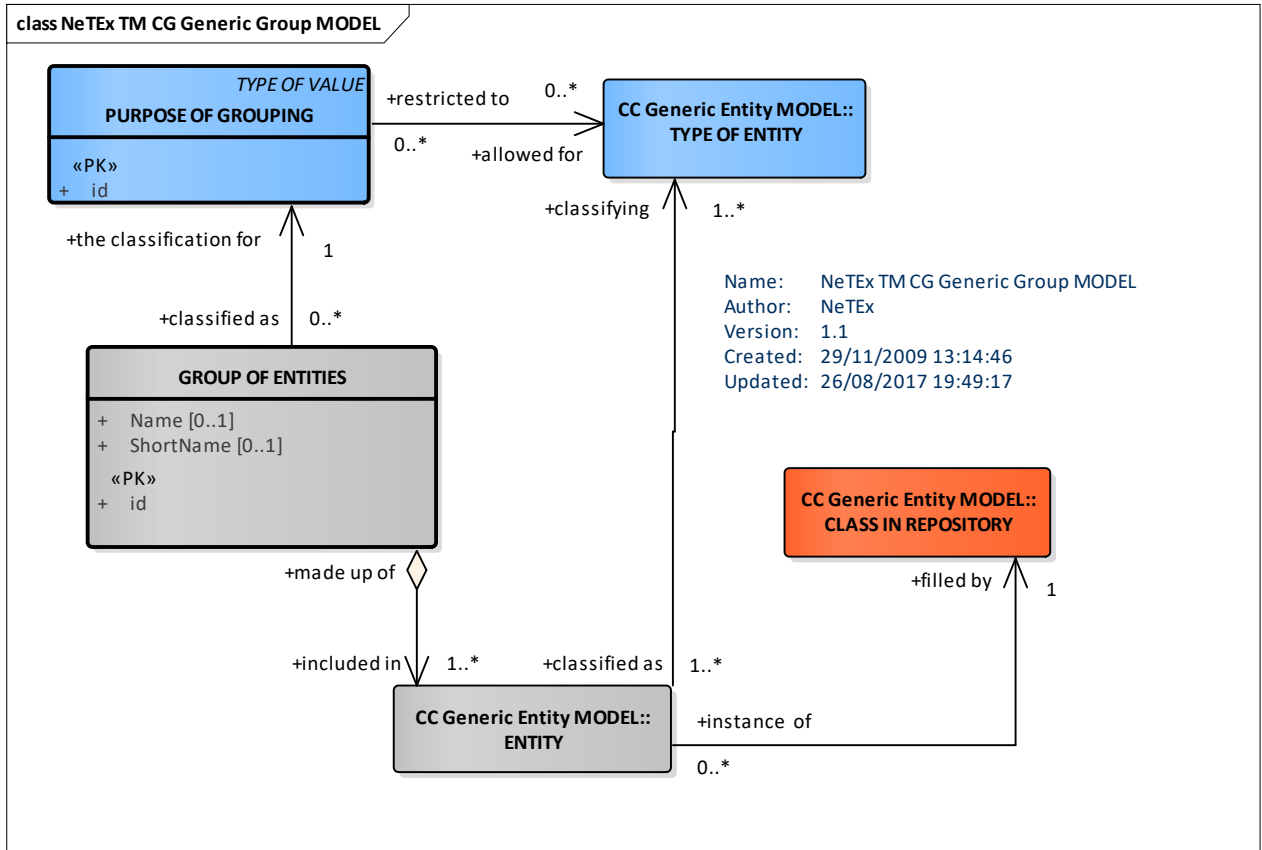 class NeTEx TM CG Generic Group MODEL
TYPE OF VALUE
PURPOSE OF GROUPING
«PK»
+ id
+restricted to
0..*
0..*
+allowed for
CC Generic Entity MODEL::
TYPE OF ENTITY
+classifying
1..*
+the classification for
1
+classified as
0..*
Name: NeTEx TM CG Generic Group MODEL
Author: NeTEx
Version: 1.1
Created: 29/11/2009 13:14:46
Updated: 26/08/2017 19:49:17
GROUP OF ENTITIES
+ Name [0..1]
+ ShortName [0..1]
«PK»
+ id
CC Generic Entity MODEL::
CLASS IN REPOSITORY
+made up of
+filled by
1
+included in
1..*
+classified as
1..*
CC Generic Entity MODEL::
ENTITY
+instance of
0..*